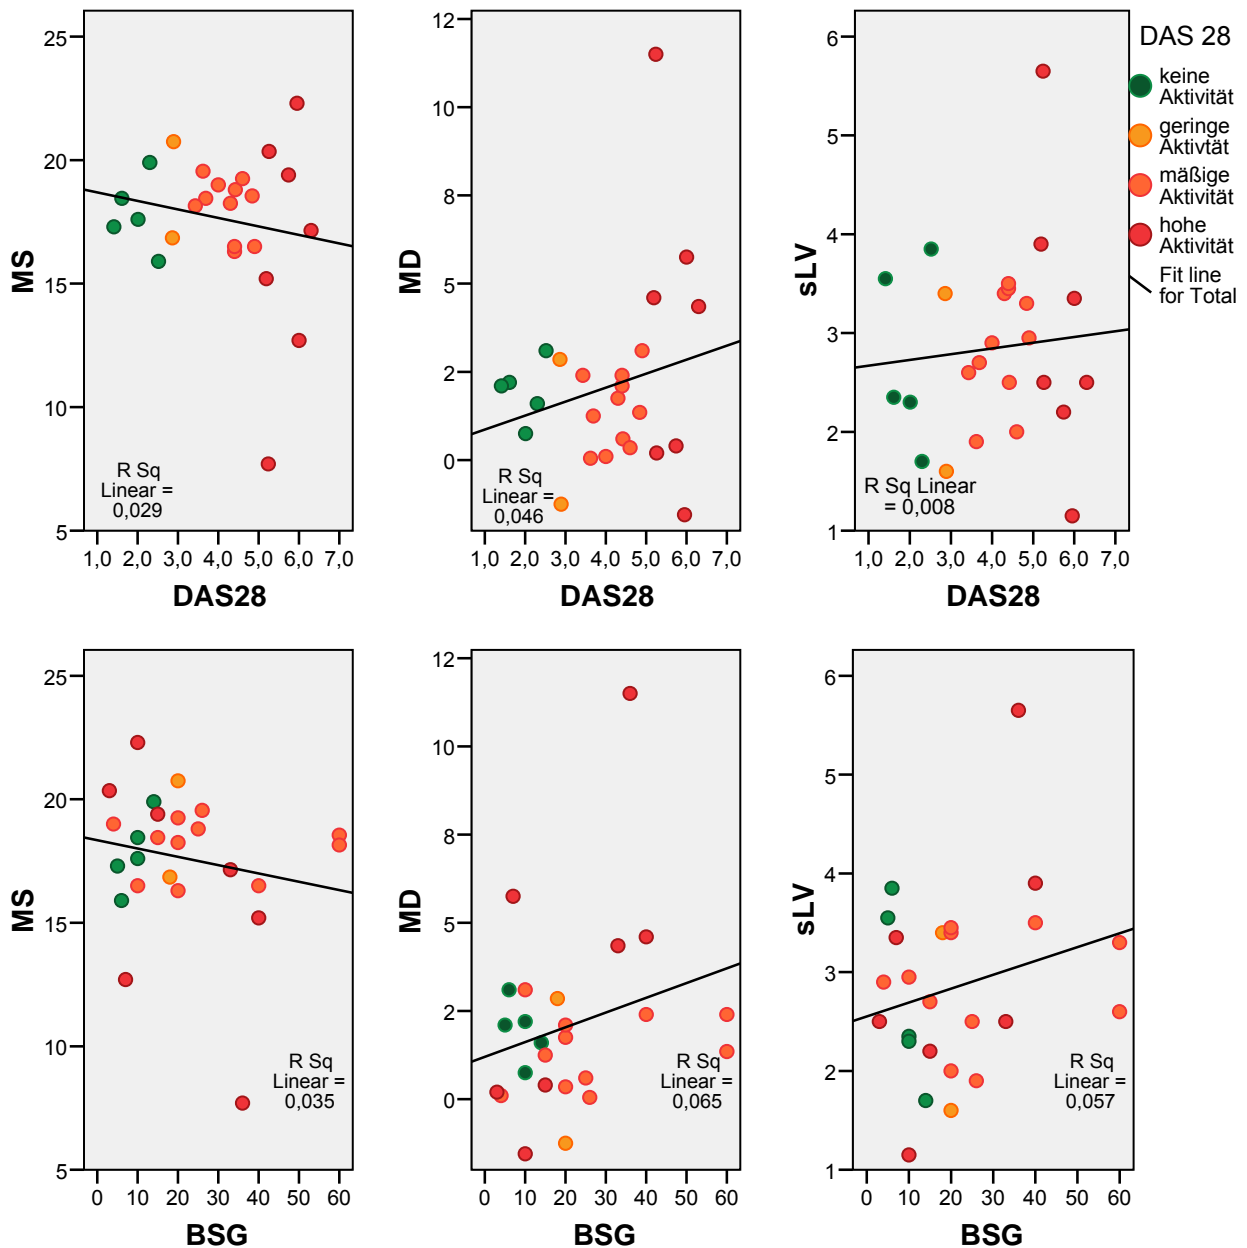 25
20
15
10
5
MS
R Sq
Linear =
0,029
1,0 2,0 3,0 4,0 5,0 6,0 7,0
DAS28
12
10
8
5
2
0
MD
R Sq
Linear =
0,046
1,0 2,0 3,0 4,0 5,0 6,0 7,0
DAS28
6
5
4
3
2
1
sLV
R Sq Linear
= 0,008
1,0 2,0 3,0 4,0 5,0 6,0 7,0
DAS28
DAS 28
keine
Aktivität
geringe
Aktivtät
mäßige
Aktivität
hohe
Aktivität
Fit line
for Total
25
20
15
10
5
MS
R Sq
Linear =
0,035
0 10 20 30 40 50 60
BSG
12
10
8
5
2
0
MD
R Sq
Linear =
0,065
0 10 20 30 40 50 60
BSG
6
5
4
3
2
1
sLV
R Sq
Linear =
0,057
0 10 20 30 40 50 60
BSG